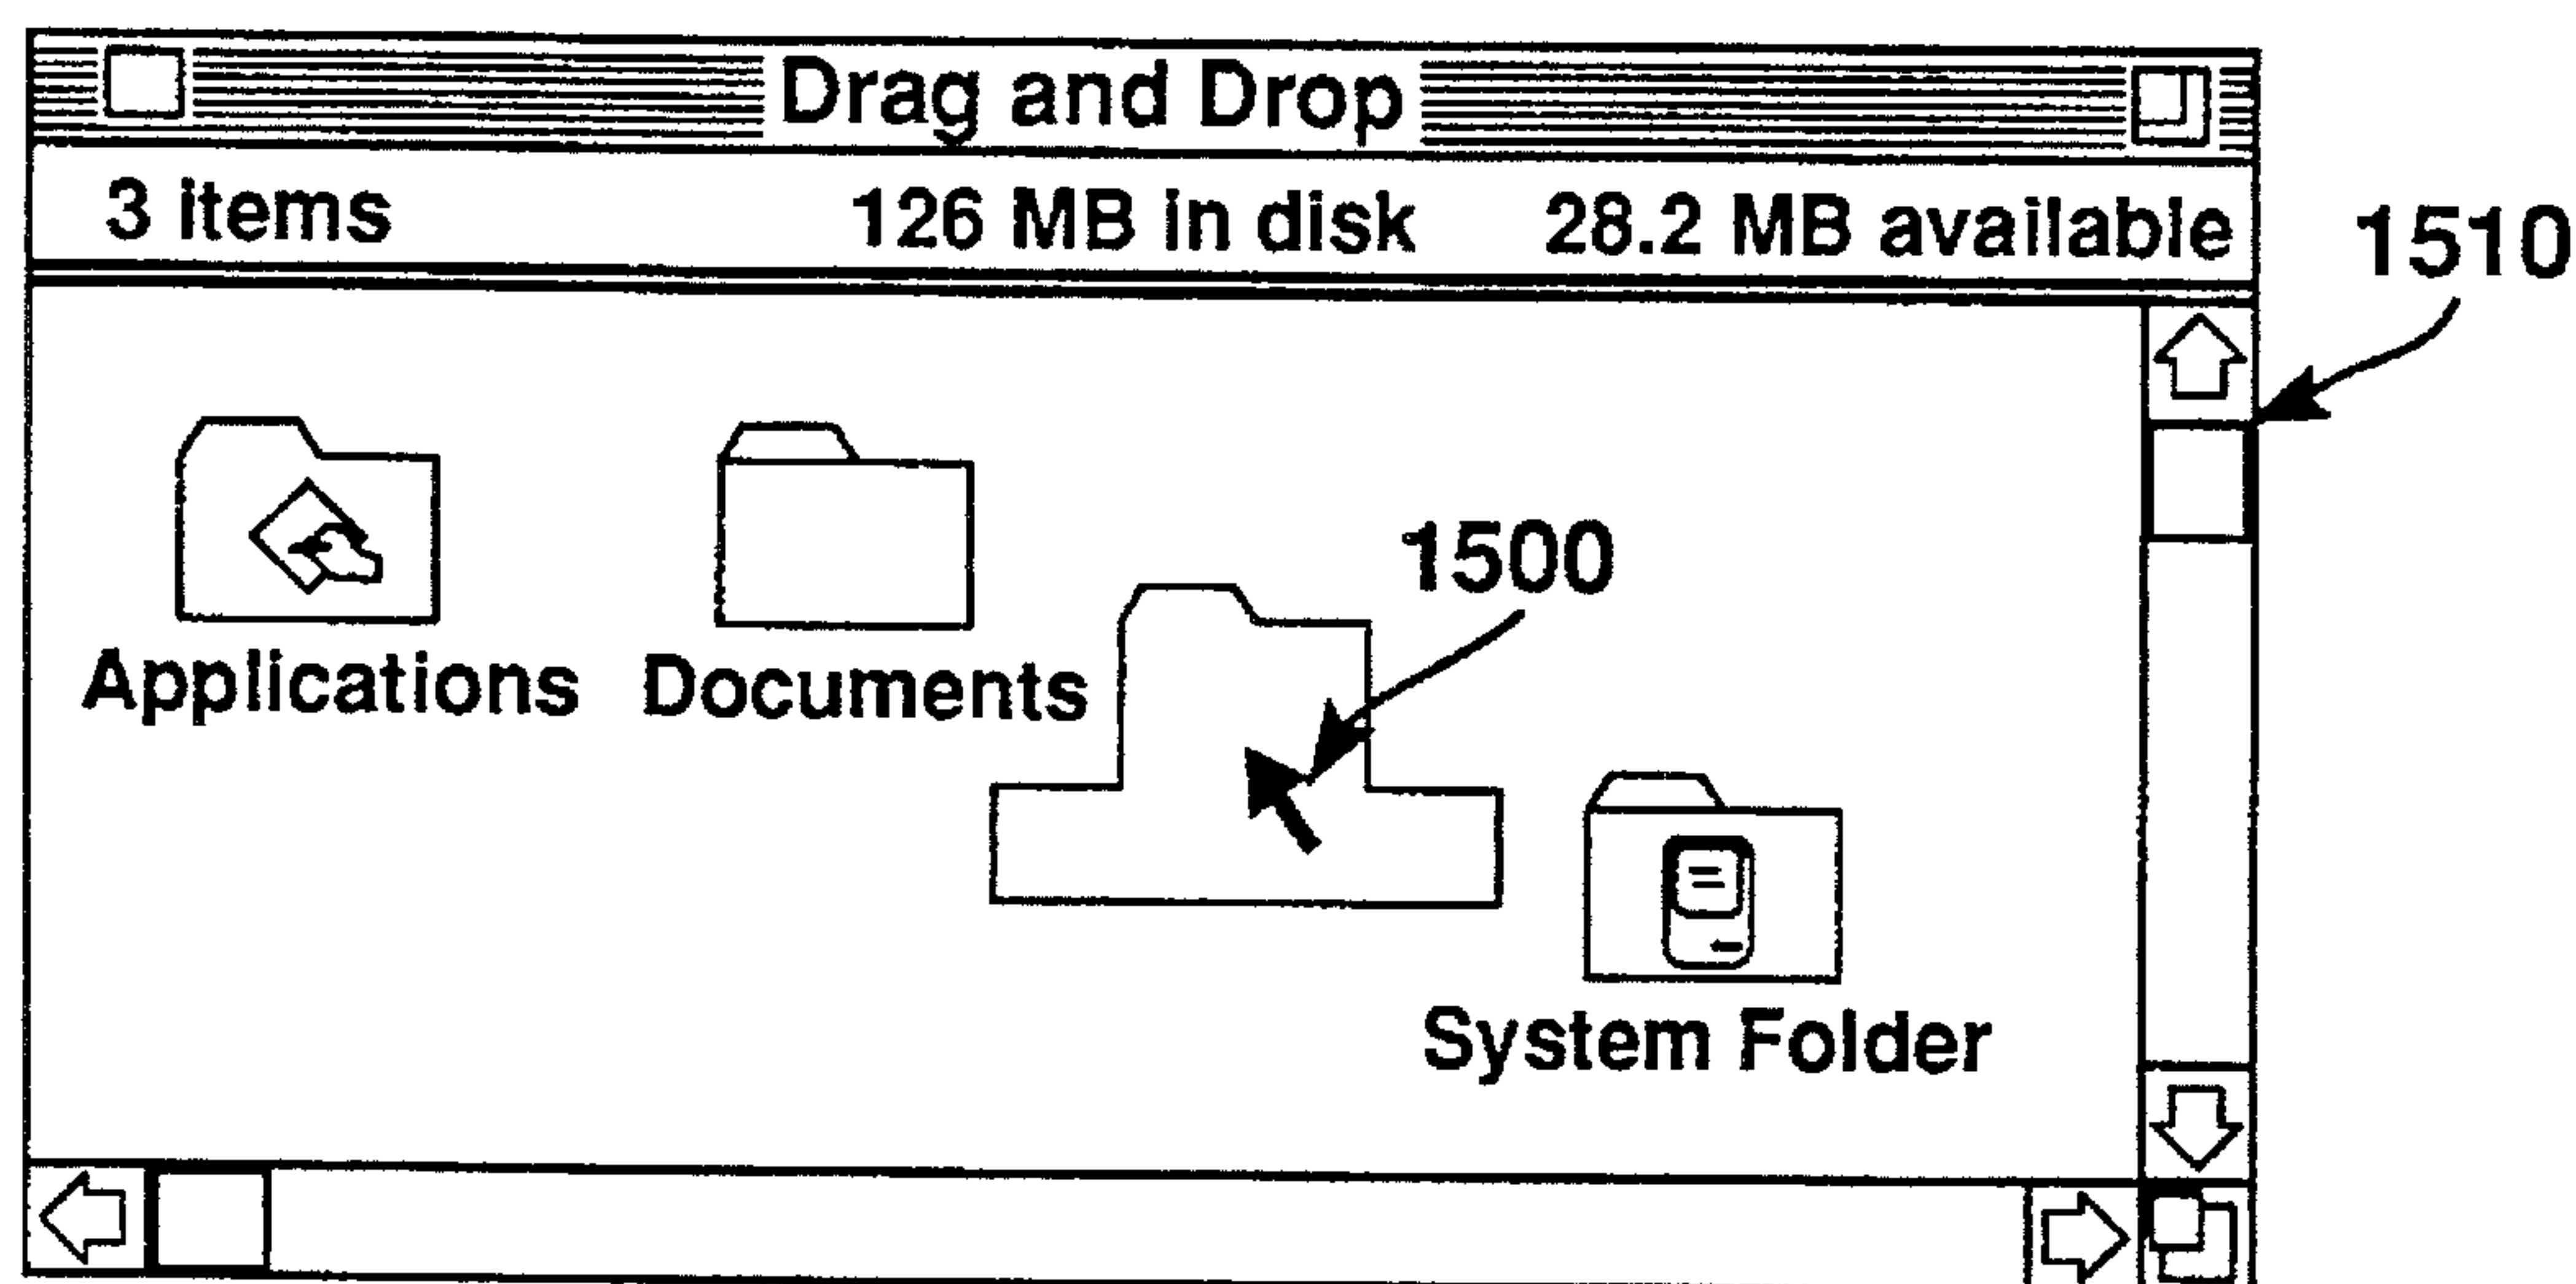 Drag and Drop
3 items 126 MB in disk 28.2 MB available
1510
1500
Applications Documents
System Folder